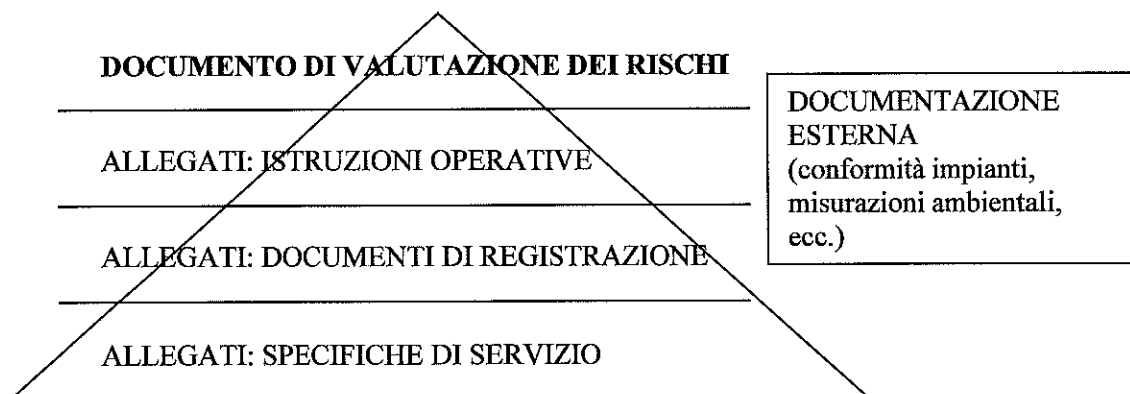 DOCUMENTO DI VALUTAZIONE DEI RISCHI
ALLEGATI: ISTRUZIONI OPERATIVE
ALLEGATI: DOCUMENTI DI REGISTRAZIONE
ALLEGATI: SPECIFICHE DI SERVIZIO
DOCUMENTAZIONE
ESTERNA
(conformità impianti,
misurazioni ambientali,
ecc.)